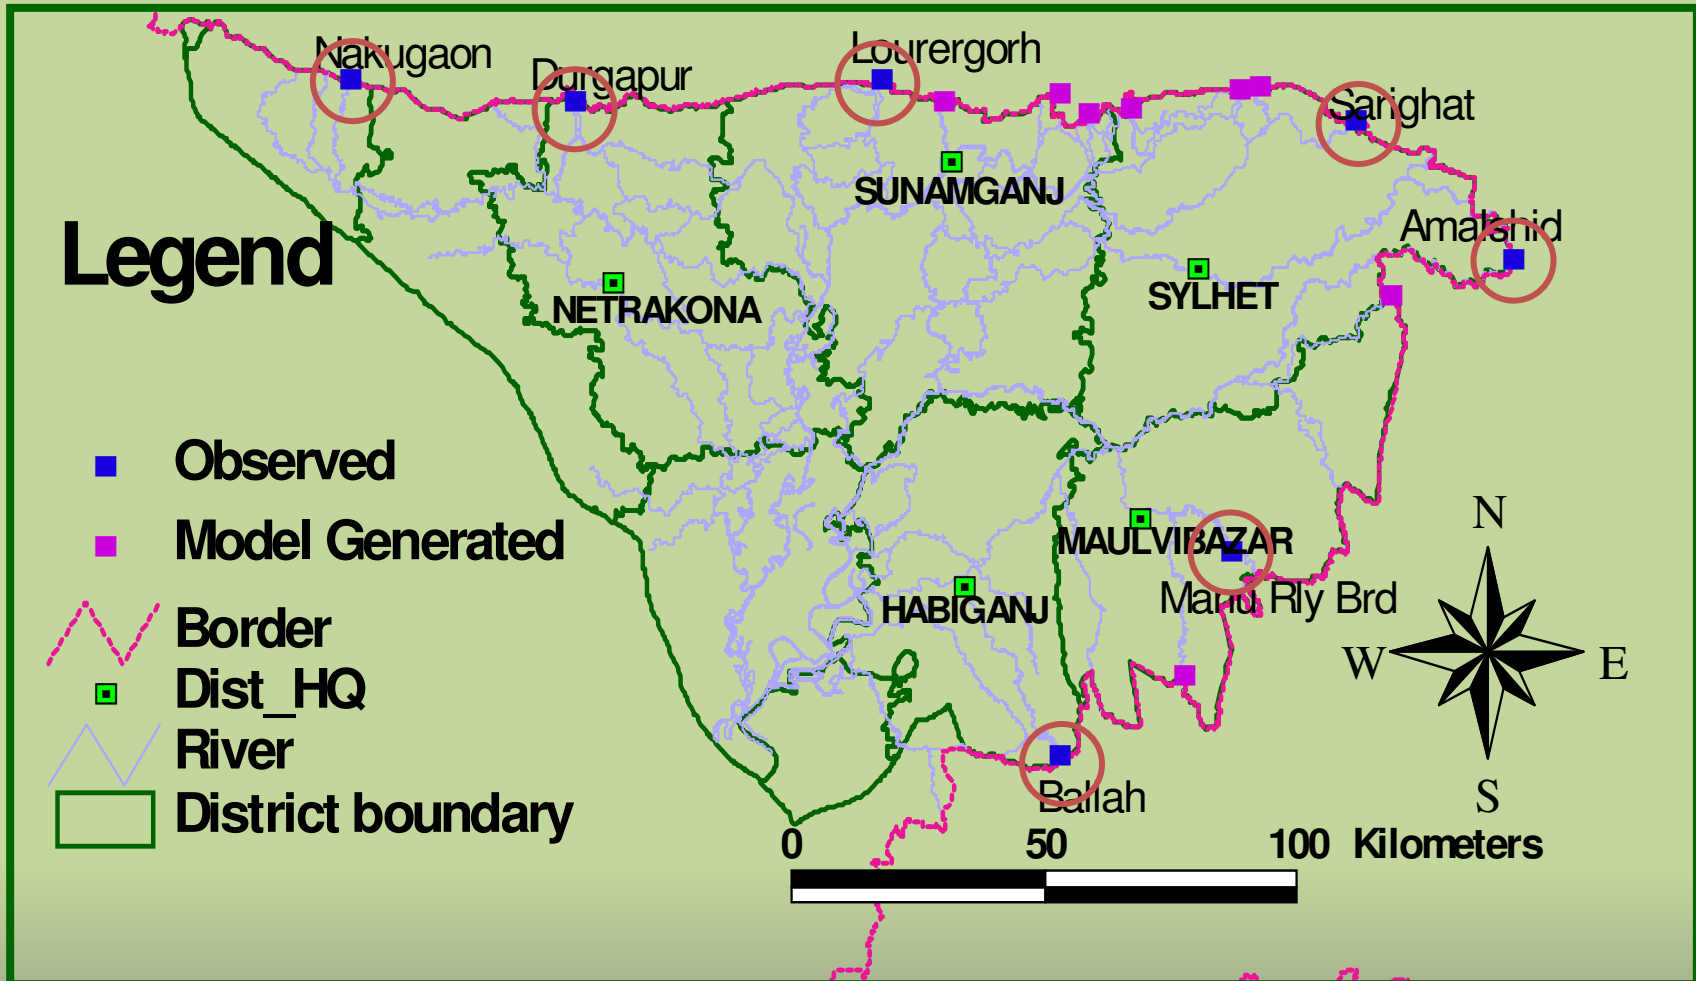 Nakugaon
Durgapur
Lourergorh
Sarighat
SUNAMGANJ
Amalshid
Legend
NETRAKONA
SYLHET
Observed
Model Generated
MAULVIBAZAR
N
Manu Rly Brd
HABIGANJ
Border
W
E
Dist_HQ
River
Ballah
S
District boundary
0 50 100 Kilometers